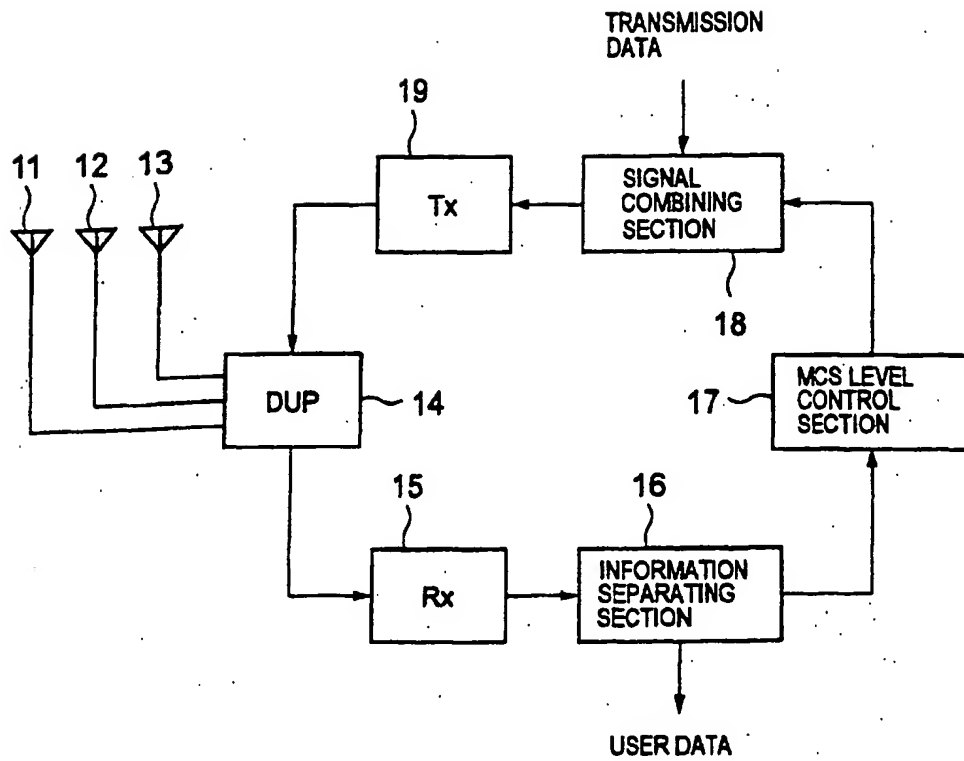 TRANSMISSION
DATA
19
11
12
13
Tx
SIGNAL
COMBINING
SECTION
18
DUP
14
17
MCS LEVEL
CONTROL
SECTION
15
16
Rx
INFORMATION
SEPARATING
SECTION
USER DATA